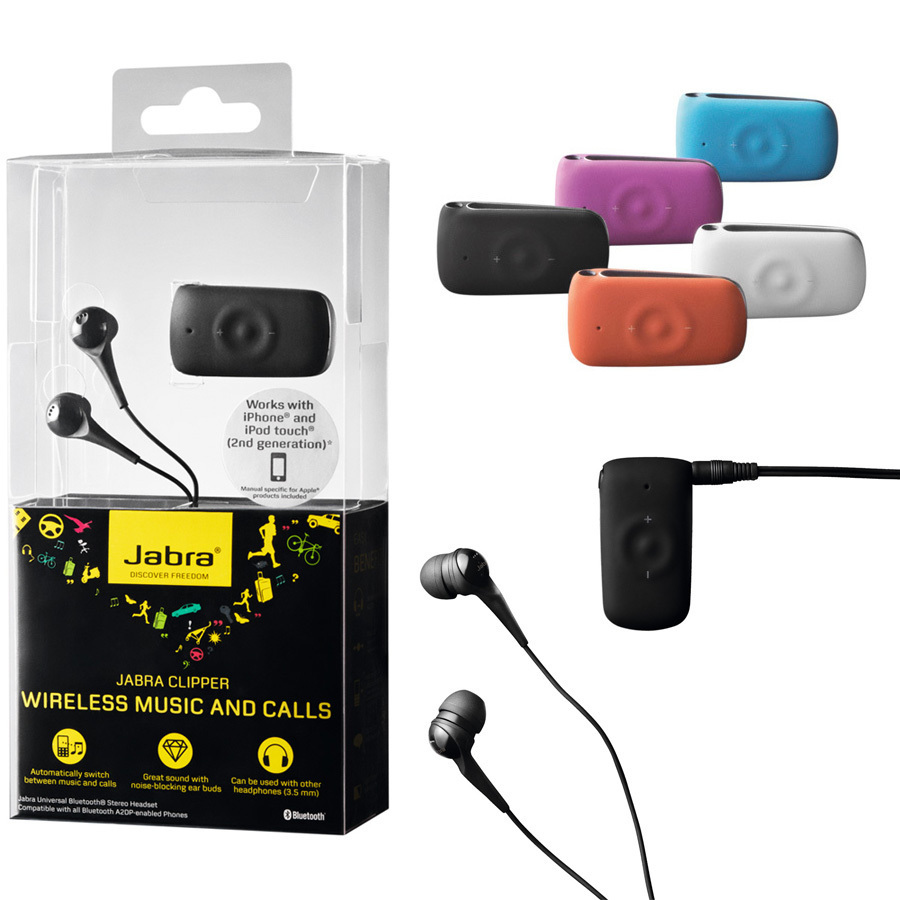 Works with
iPhone® and
iPod touch®
(2nd generation)*
Manual specific for Apple®
products included
Jabra®
DISCOVER FREEDOM
JABRA CLIPPER
WIRELESS MUSIC AND CALLS
Automatically switch
between music and calls
Great sound with
noise-blocking ear buds
Can be used with other
headphones (3.5 mm)
Jabra Universal Bluetooth® Stereo Headset
Compatible with all Bluetooth A2DP-enabled Phones
Bluetooth®